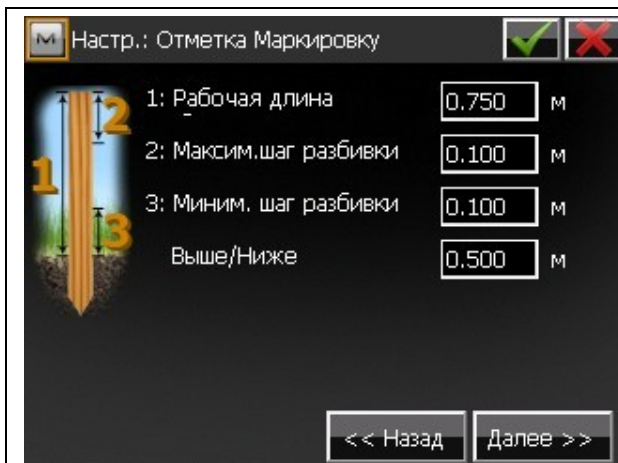 Настр.: Отметка Маркировку
1: Рабочая длина 0.750 м
2: Максим.шаг разбивки 0.100 м
3: Миним. шаг разбивки 0.100 м
Выше/Ниже 0.500 м
1
2
3
<< Назад Далее >>